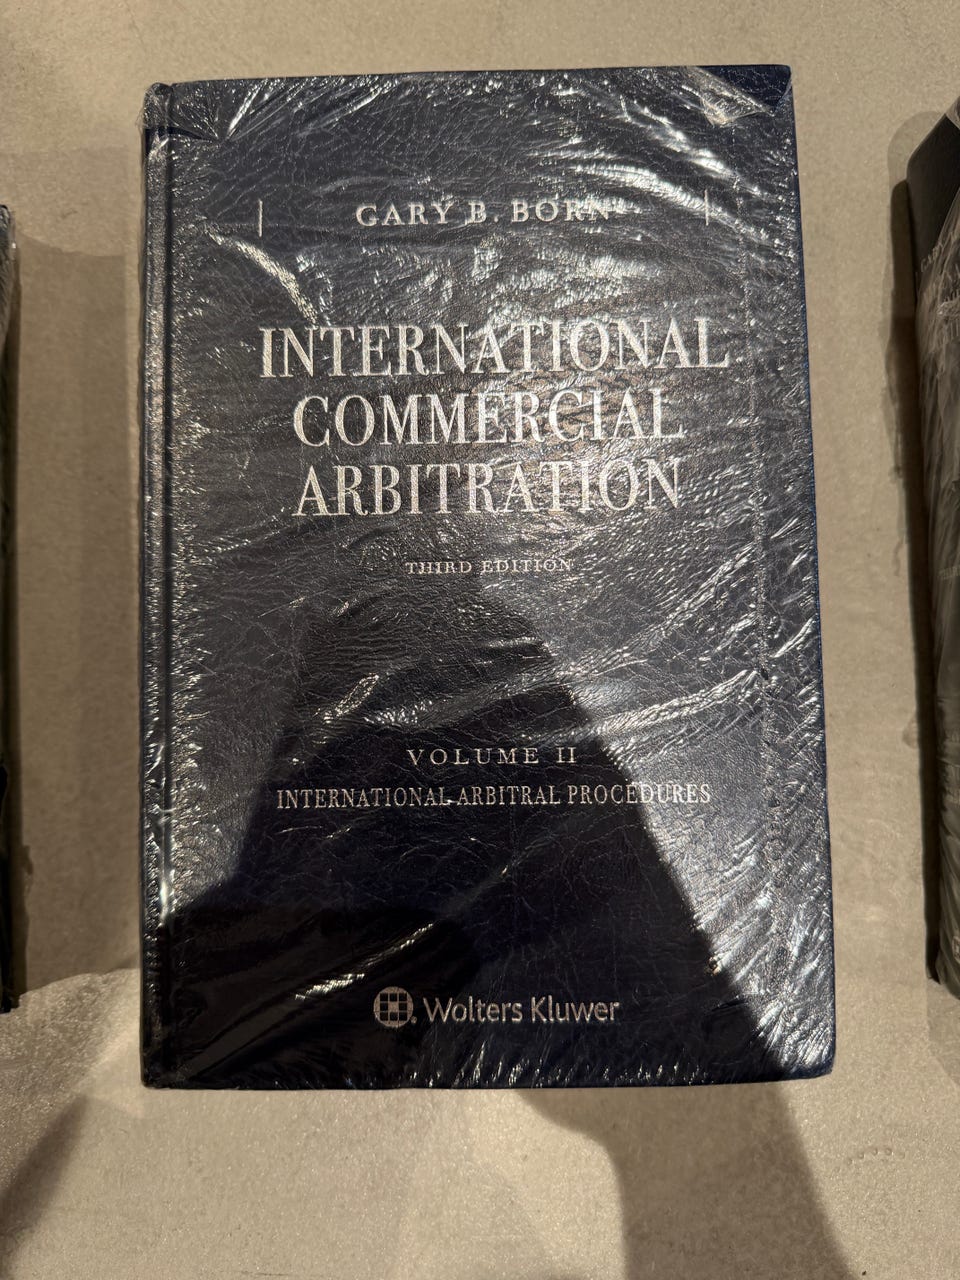 GARY B. BORN
INTERNATIONAL
COMMERCIAL
ARBITRATION
THIRD EDITION
VOLUME II
INTERNATIONAL ARBITRAL PROCEDURES
Wolters Kluwer